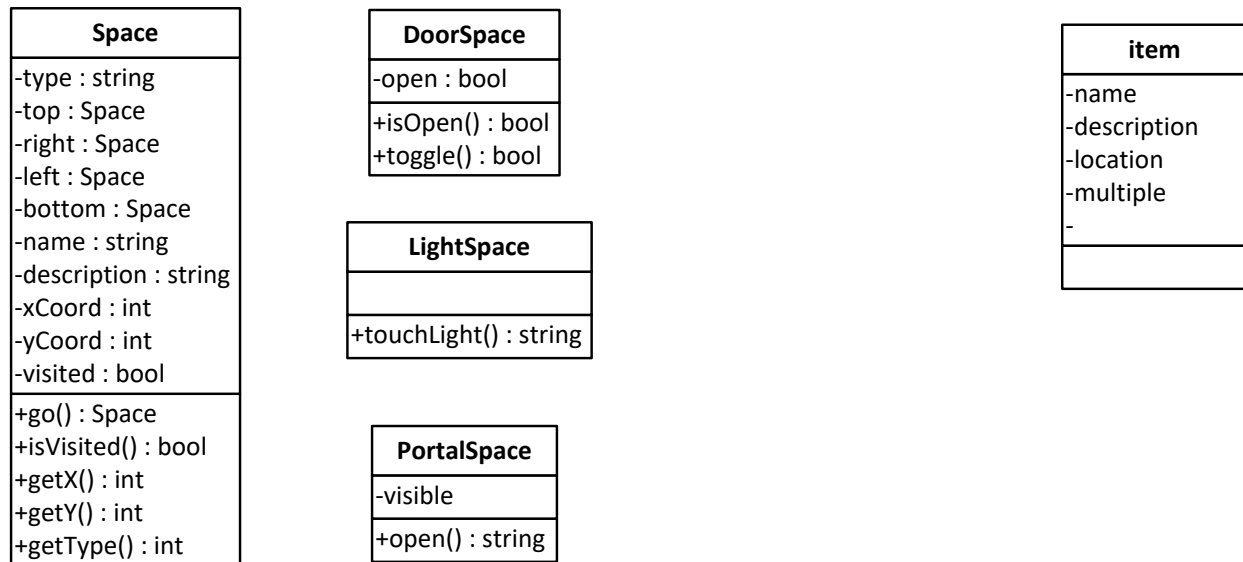 Space
-type : string
-top : Space
-right : Space
-left : Space
-bottom : Space
-name : string
-description : string
-xCoord : int
-yCoord : int
-visited : bool
+go() : Space
+isVisited() : bool
+getX() : int
+getY() : int
+getType() : int
DoorSpace
-open : bool
+isOpen() : bool
+toggle() : bool
LightSpace
+touchLight() : string
PortalSpace
-visible
+open() : string
item
-name
-description
-location
-multiple
-